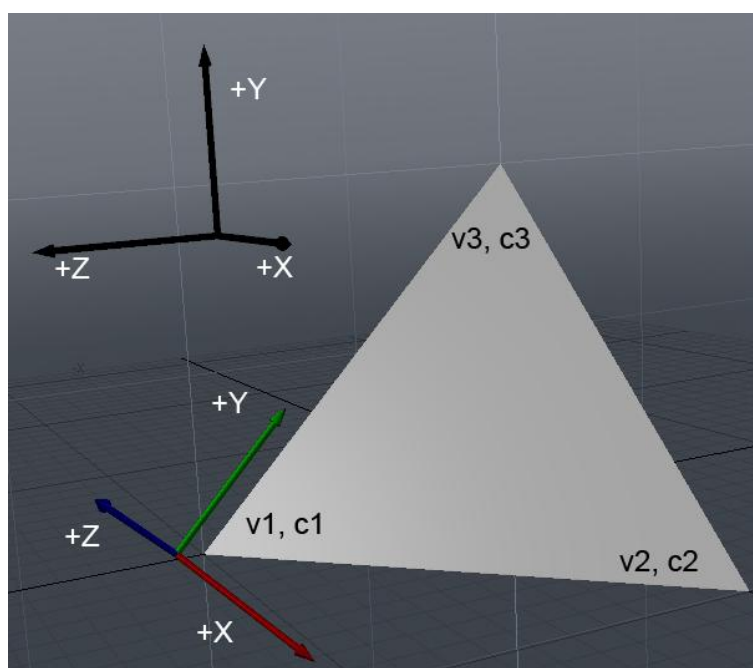 +Y
+Z
+X
v3, c3
+Y
v1, c1
+Z
v2, c2
+X